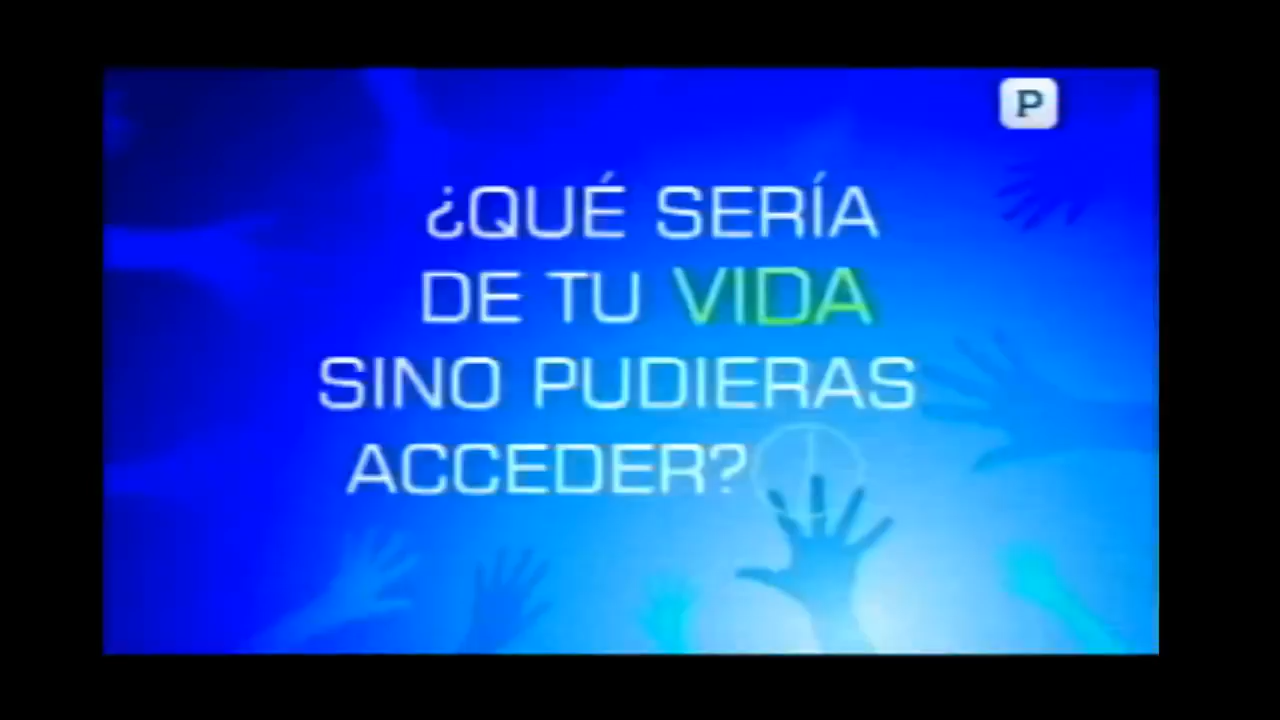 P
¿QUÉ SERÍA
DE TU VIDA
SINO PUDIERAS
ACCEDER?